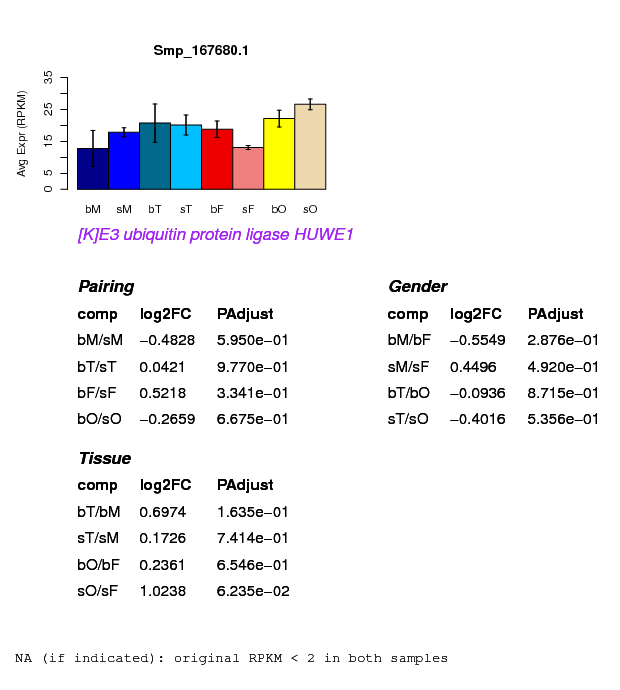 Smp_167680.1
Avg Expr (RPKM)
35
25
15
5
0
bM sM bT sT bF sF bO sO
[K]E3 ubiquitin protein ligase HUWE1
Pairing
comp log2FC PAdjust
bM/sM −0.4828 5.950e−01
bT/sT 0.0421 9.770e−01
bF/sF 0.5218 3.341e−01
bO/sO −0.2659 6.675e−01
Gender
comp log2FC PAdjust
bM/bF −0.5549 2.876e−01
sM/sF 0.4496 4.920e−01
bT/bO −0.0936 8.715e−01
sT/sO −0.4016 5.356e−01
Tissue
comp log2FC PAdjust
bT/bM 0.6974 1.635e−01
sT/sM 0.1726 7.414e−01
bO/bF 0.2361 6.546e−01
sO/sF 1.0238 6.235e−02
NA (if indicated): original RPKM < 2 in both samples